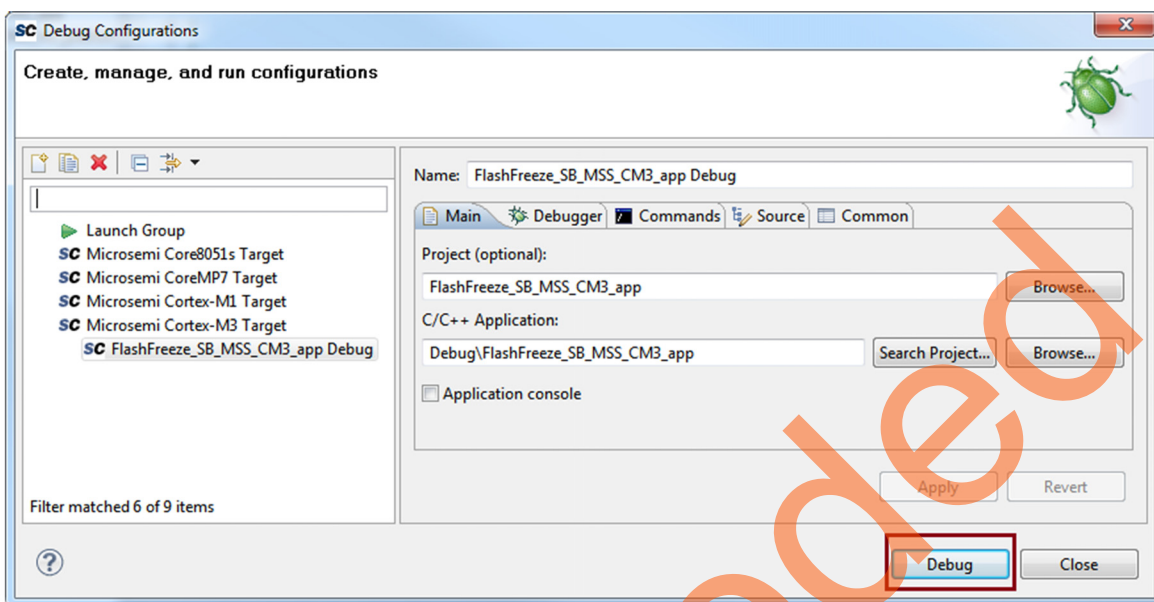 SC Debug Configurations
Create, manage, and run configurations
Name: FlashFreeze_SB_MSS_CM3_app Debug
Main Debugger Commands Source Common
Launch Group
SC Microsemi Core8051s Target
SC Microsemi CoreMP7 Target
SC Microsemi Cortex-M1 Target
SC Microsemi Cortex-M3 Target
SC FlashFreeze_SB_MSS_CM3_app Debug
Filter matched 6 of 9 items
Project (optional):
FlashFreeze_SB_MSS_CM3_app Browse...
C/C++ Application:
Debug\FlashFreeze_SB_MSS_CM3_app Search Project... Browse...
Application console
Apply Revert
Debug Close
ded